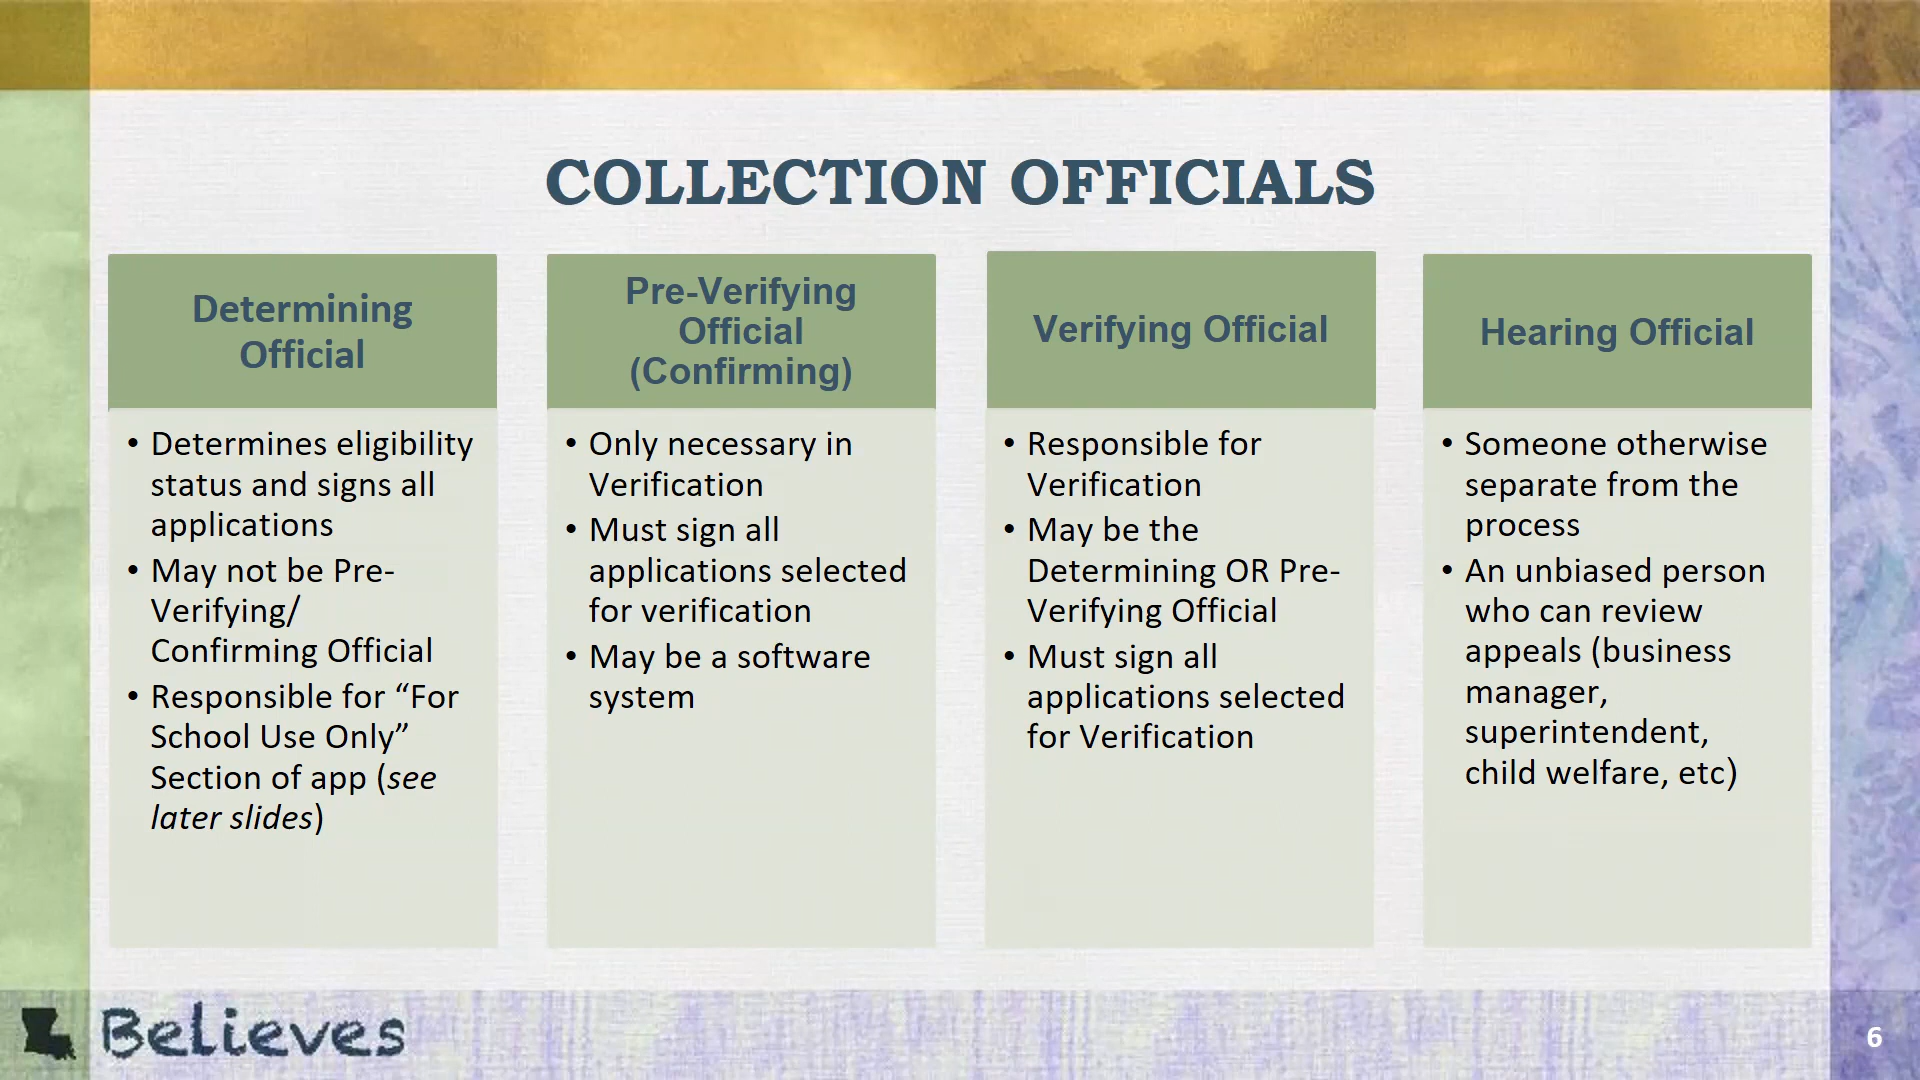 COLLECTION OFFICIALS
Determining
Official
• Determines eligibility
status and signs all
applications
• May not be Pre-
Verifying/
Confirming Official
• Responsible for “For
School Use Only”
Section of app (see
later slides)
Pre-Verifying
Official
(Confirming)
• Only necessary in
Verification
• Must sign all
applications selected
for verification
• May be a software
system
Verifying Official
• Responsible for
Verification
• May be the
Determining OR Pre-
Verifying Official
• Must sign all
applications selected
for Verification
Hearing Official
• Someone otherwise
separate from the
process
• An unbiased person
who can review
appeals (business
manager,
superintendent,
child welfare, etc)
Believes
6